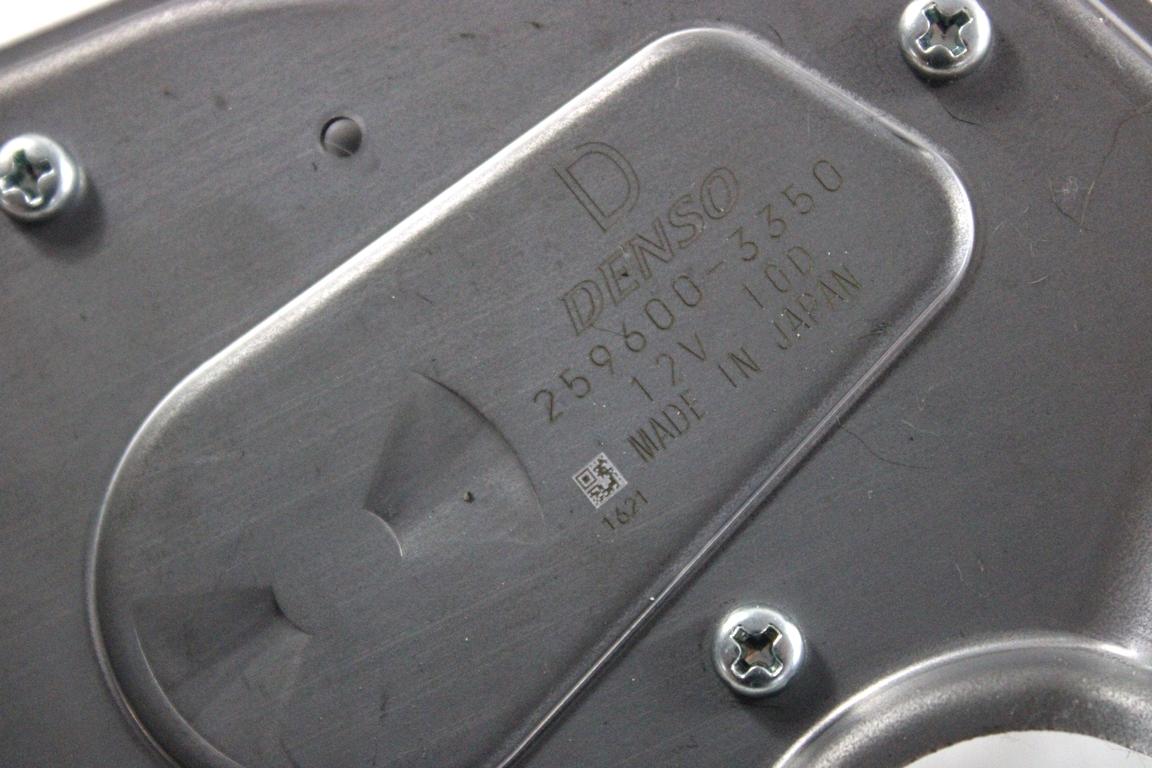 D
DENSO
259600-3350
12V 10D
MADE IN JAPAN
1621